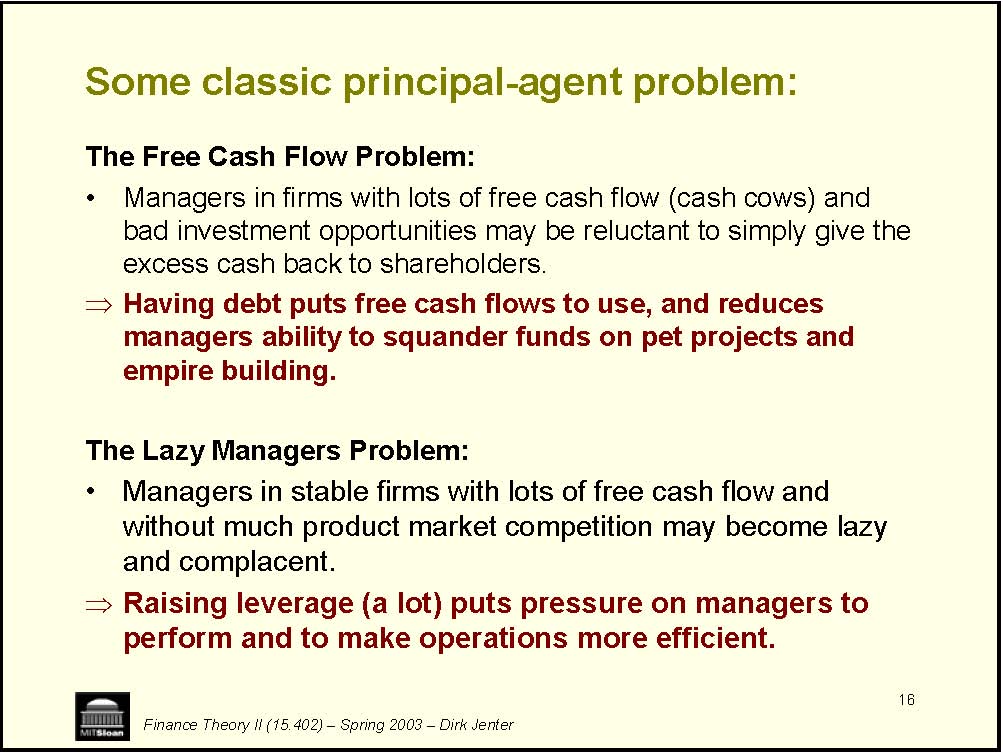 Some classic principal-agent problem:
The Free Cash Flow Problem:
• Managers in firms with lots of free cash flow (cash cows) and
bad investment opportunities may be reluctant to simply give the
excess cash back to shareholders.
⇒ Having debt puts free cash flows to use, and reduces
managers ability to squander funds on pet projects and
empire building.
The Lazy Managers Problem:
• Managers in stable firms with lots of free cash flow and
without much product market competition may become lazy
and complacent.
⇒ Raising leverage (a lot) puts pressure on managers to
perform and to make operations more efficient.
16
MITSloan
Finance Theory II (15.402) – Spring 2003 – Dirk Jenter